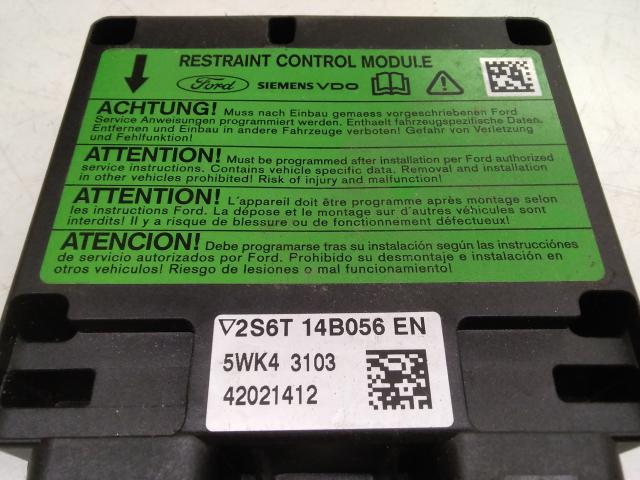 RESTRAINT CONTROL MODULE
Ford SIEMENS VDO
ACHTUNG! Muss nach Einbau gemaess vorgeschriebenen Ford
Service Anweisungen programmiert werden. Enthaelt fahrzeugspezifische Daten.
Entfernen und Einbau in andere Fahrzeuge verboten! Gefahr von Verletzung
und Fehlfunktion!
ATTENTION! Must be programmed after installation per Ford authorized
service instructions. Contains vehicle specific data. Removal and installation
in other vehicles prohibited! Risk of injury and malfunction!
ATTENTION! L'appareil doit être programme après montage selon
les instructions Ford. La dépose et le montage sur d'autres véhicules sont
interdits! Il y a risque de blessure ou de fonctionnement défectueux!
ATENCION! Debe programarse tras su instalación según las instrucciónes
de servicio autorizados por Ford. Prohibido su desmontaje e instalación en
otros vehiculos! Riesgo de lesiones o mal funcionamiento!
▽2S6T 14B056 EN
5WK4 3103
42021412